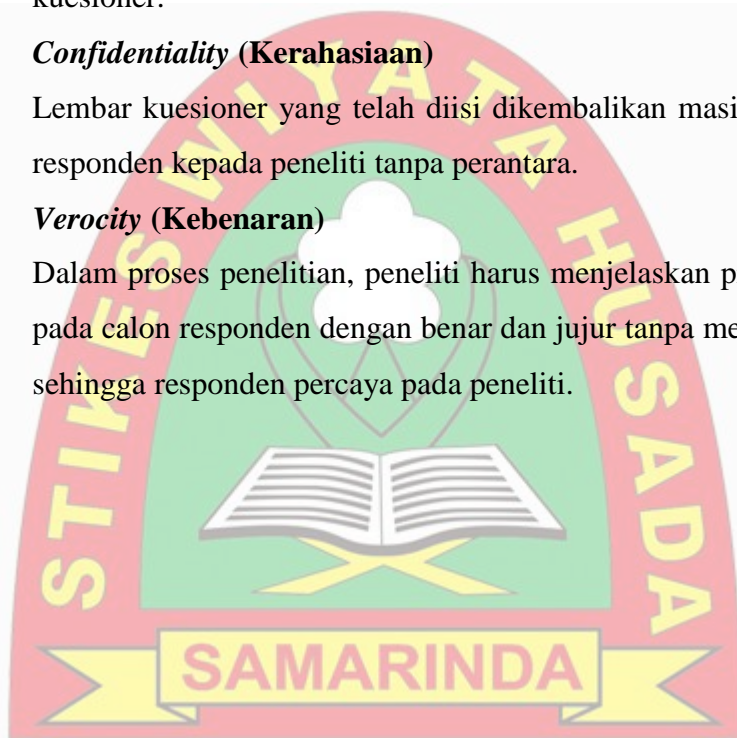 kuesioner.
Confidentiality (Kerahasiaan)
Lembar kuesioner yang telah diisi dikembalikan masi
responden kepada peneliti tanpa perantara.
Verocity (Kebenaran)
Dalam proses penelitian, peneliti harus menjelaskan p
pada calon responden dengan benar dan jujur tanpa me
sehingga responden percaya pada peneliti.
STIKES WIYATA HUSADA
SAMARINDA